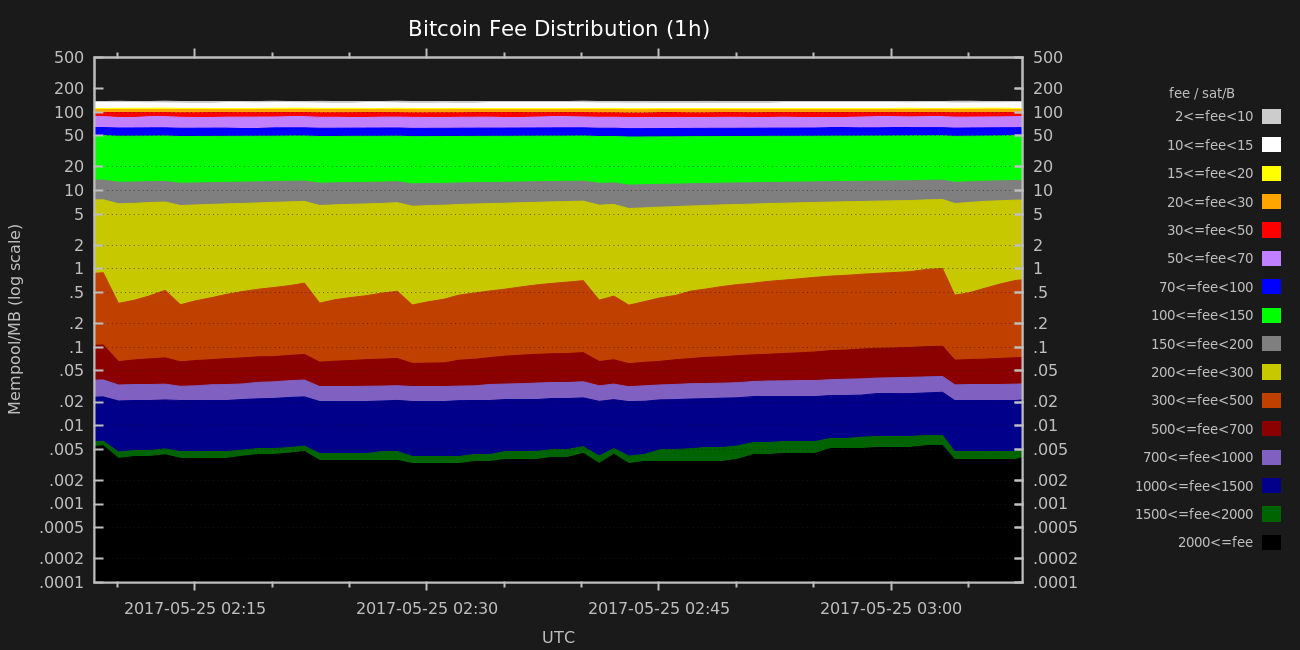 Bitcoin Fee Distribution (1h)
500
200
100
50
20
10
5
2
1
.5
.2
.1
.05
.02
.01
.005
.002
.001
.0005
.0002
.0001
Mempool/MB (log scale)
500
200
100
50
20
10
5
2
1
.5
.2
.1
.05
.02
.01
.005
.002
.001
.0005
.0002
.0001
2017-05-25 02:15
2017-05-25 02:30
2017-05-25 02:45
2017-05-25 03:00
UTC
fee / sat/B
2<=fee<10
10<=fee<15
15<=fee<20
20<=fee<30
30<=fee<50
50<=fee<70
70<=fee<100
100<=fee<150
150<=fee<200
200<=fee<300
300<=fee<500
500<=fee<700
700<=fee<1000
1000<=fee<1500
1500<=fee<2000
2000<=fee